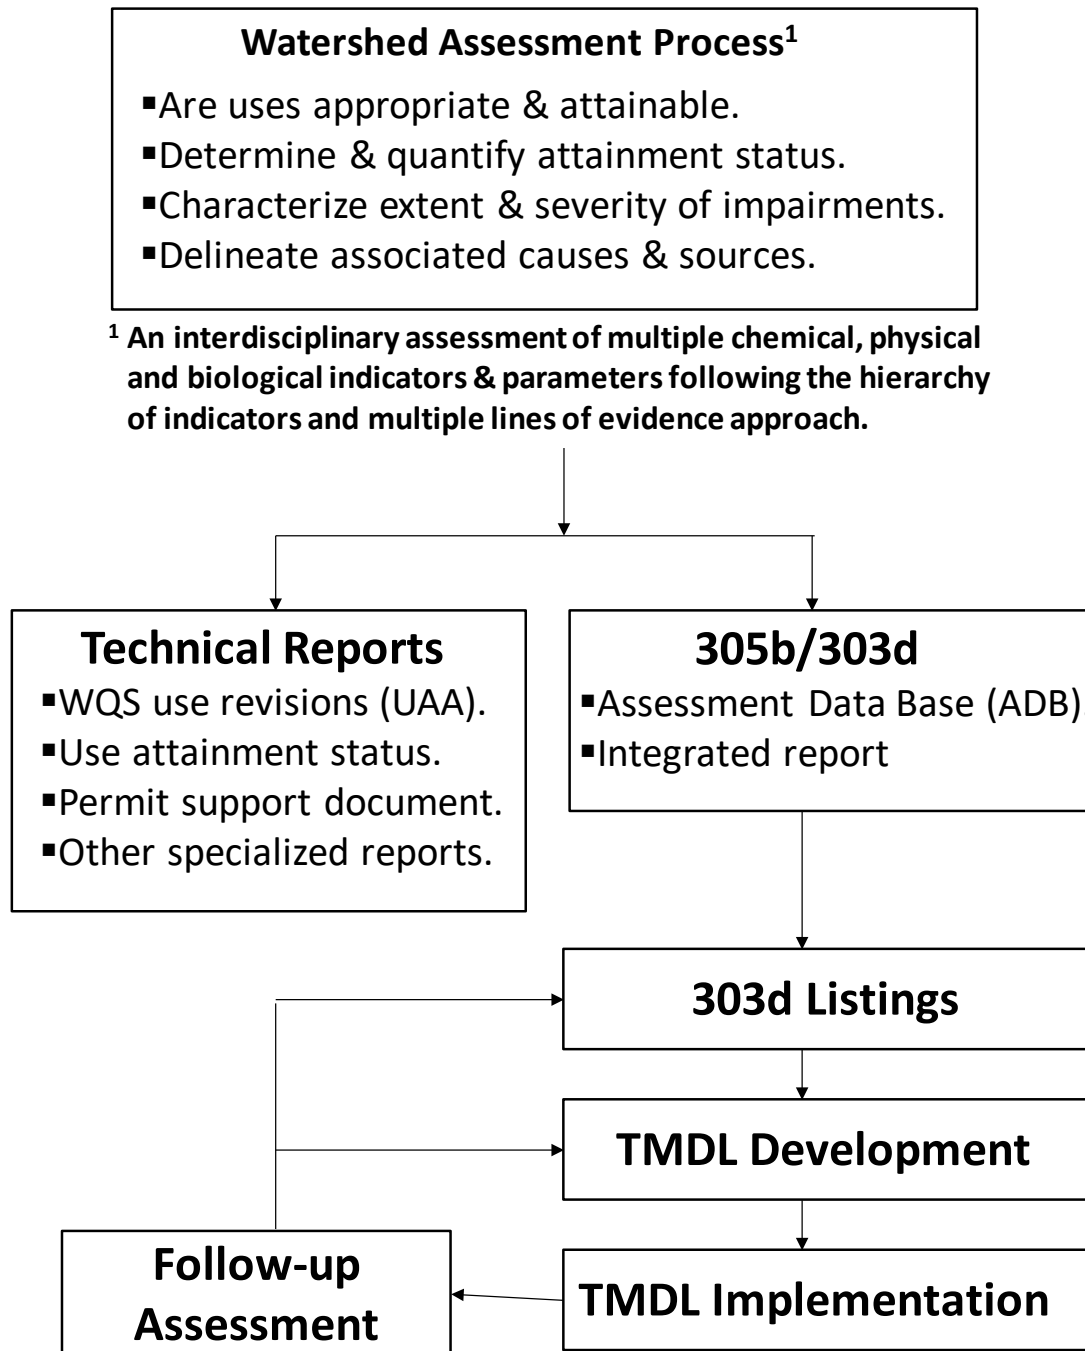 Watershed Assessment Process¹
▪Are uses appropriate & attainable.
▪Determine & quantify attainment status.
▪Characterize extent & severity of impairments.
▪Delineate associated causes & sources.
¹ An interdisciplinary assessment of multiple chemical, physical
and biological indicators & parameters following the hierarchy
of indicators and multiple lines of evidence approach.
Technical Reports
▪WQS use revisions (UAA).
▪Use attainment status.
▪Permit support document.
▪Other specialized reports.
305b/303d
▪Assessment Data Base (ADB).
▪Integrated report
303d Listings
TMDL Development
TMDL Implementation
Follow-up
Assessment